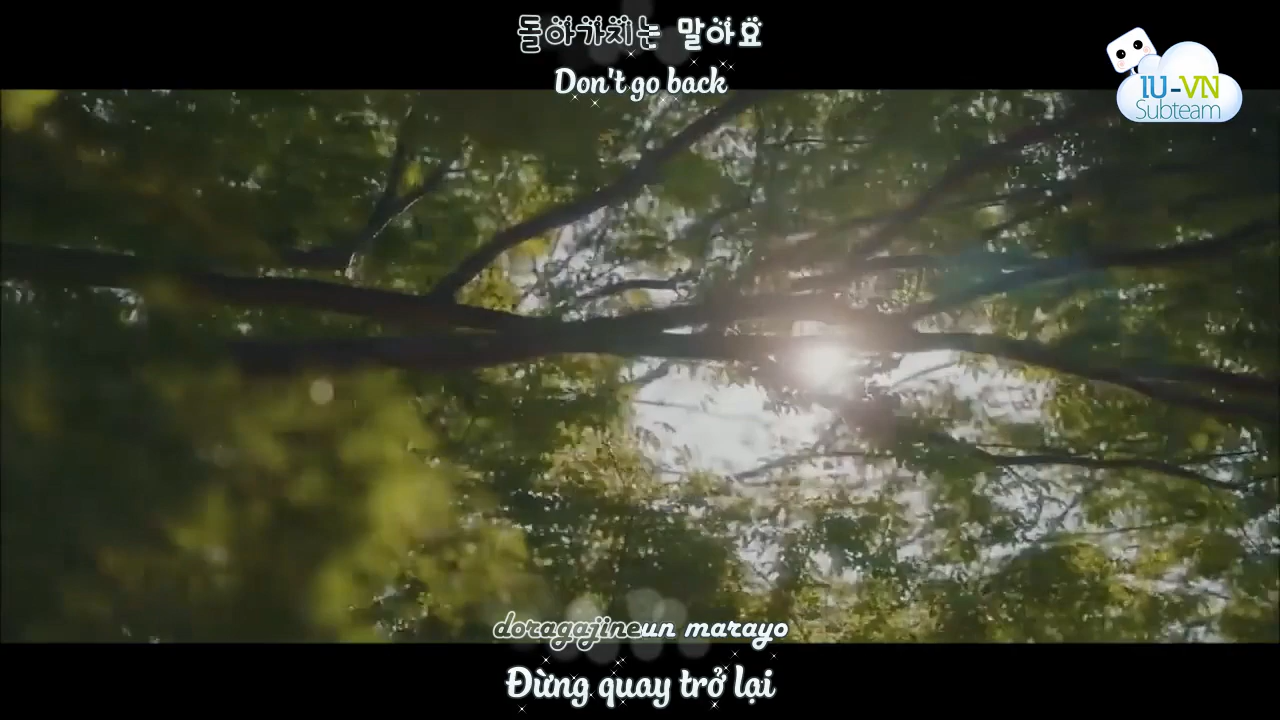 돌아가지는 말아요
Don't go back
IU-VN
Subteam
doragajineun marayo
Đừng quay trở lại